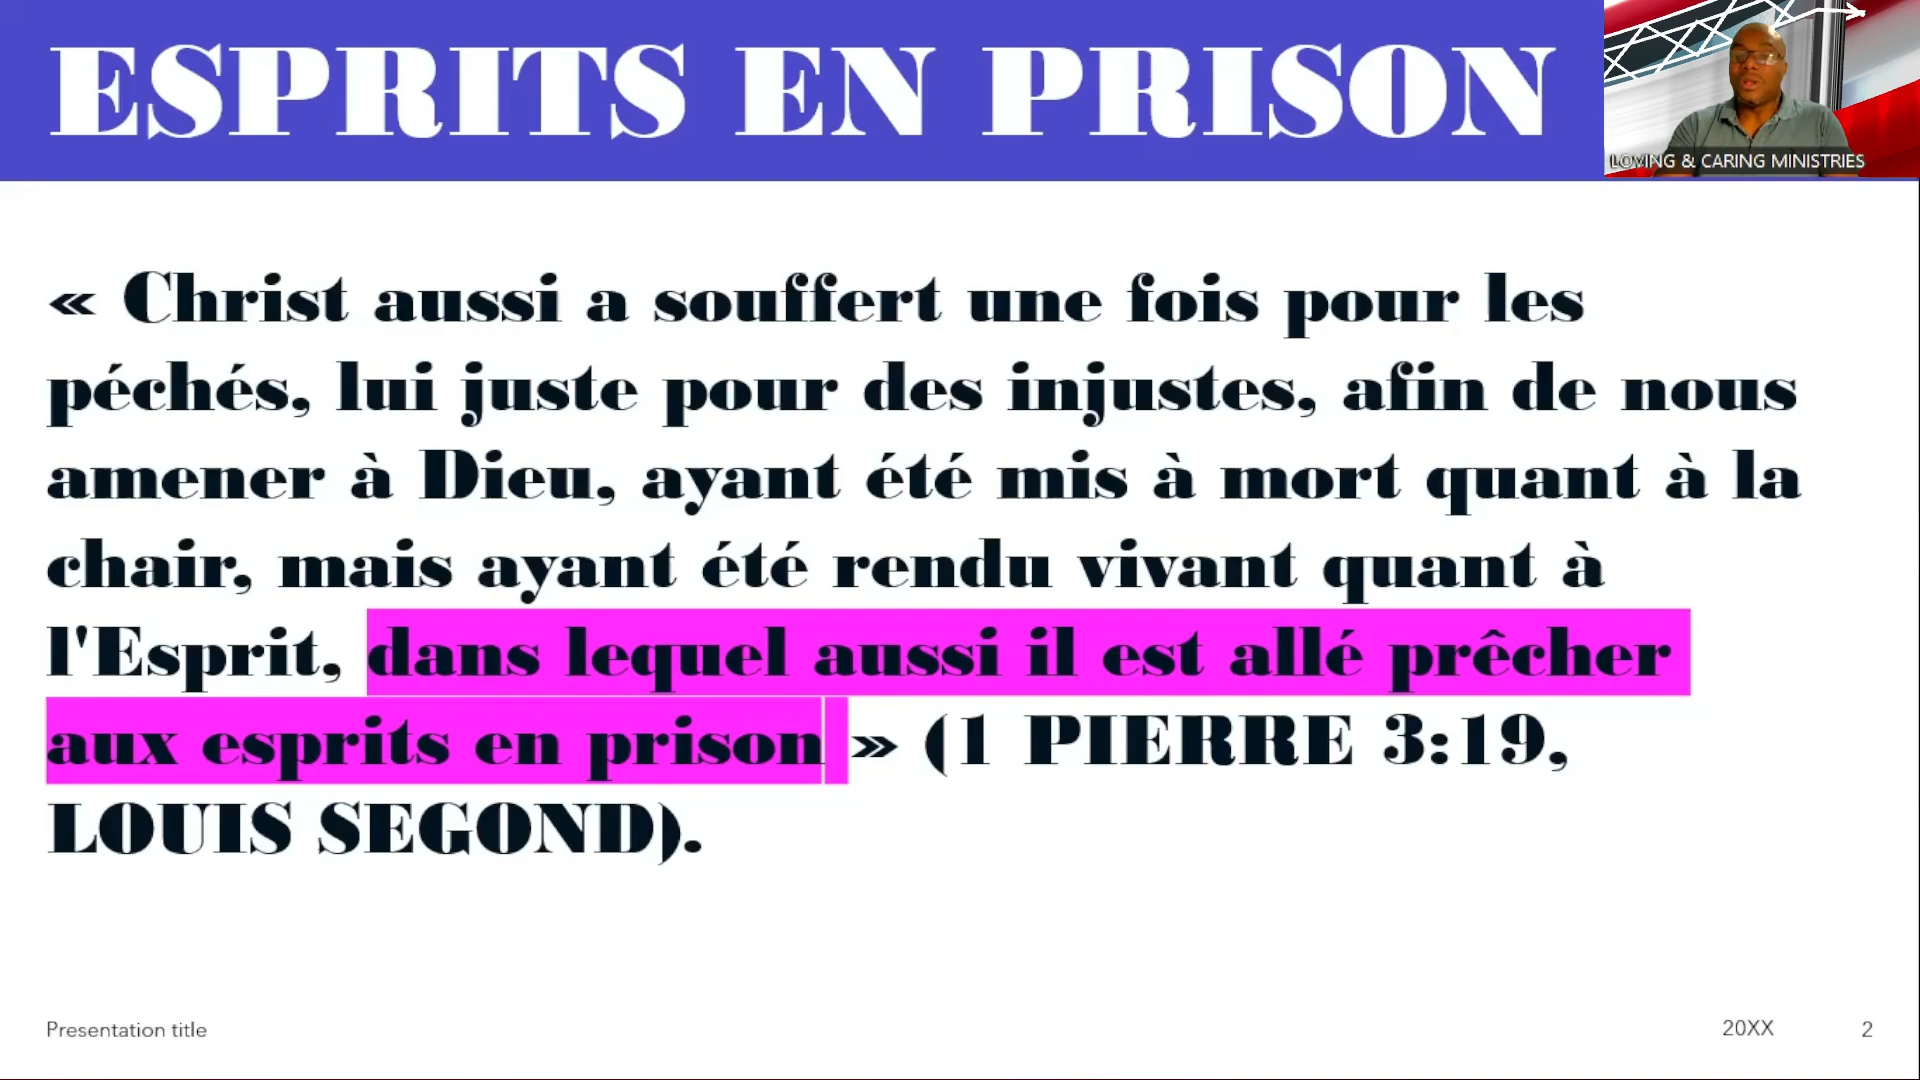 ESPRITS EN PRISON
LOVING & CARING MINISTRIES
« Christ aussi a souffert une fois pour les
péchés, lui juste pour des injustes, afin de nous
amener à Dieu, ayant été mis à mort quant à la
chair, mais ayant été rendu vivant quant à
l'Esprit, dans lequel aussi il est allé prêcher
aux esprits en prison » (1 PIERRE 3:19,
LOUIS SEGOND).
Presentation title
20XX
2